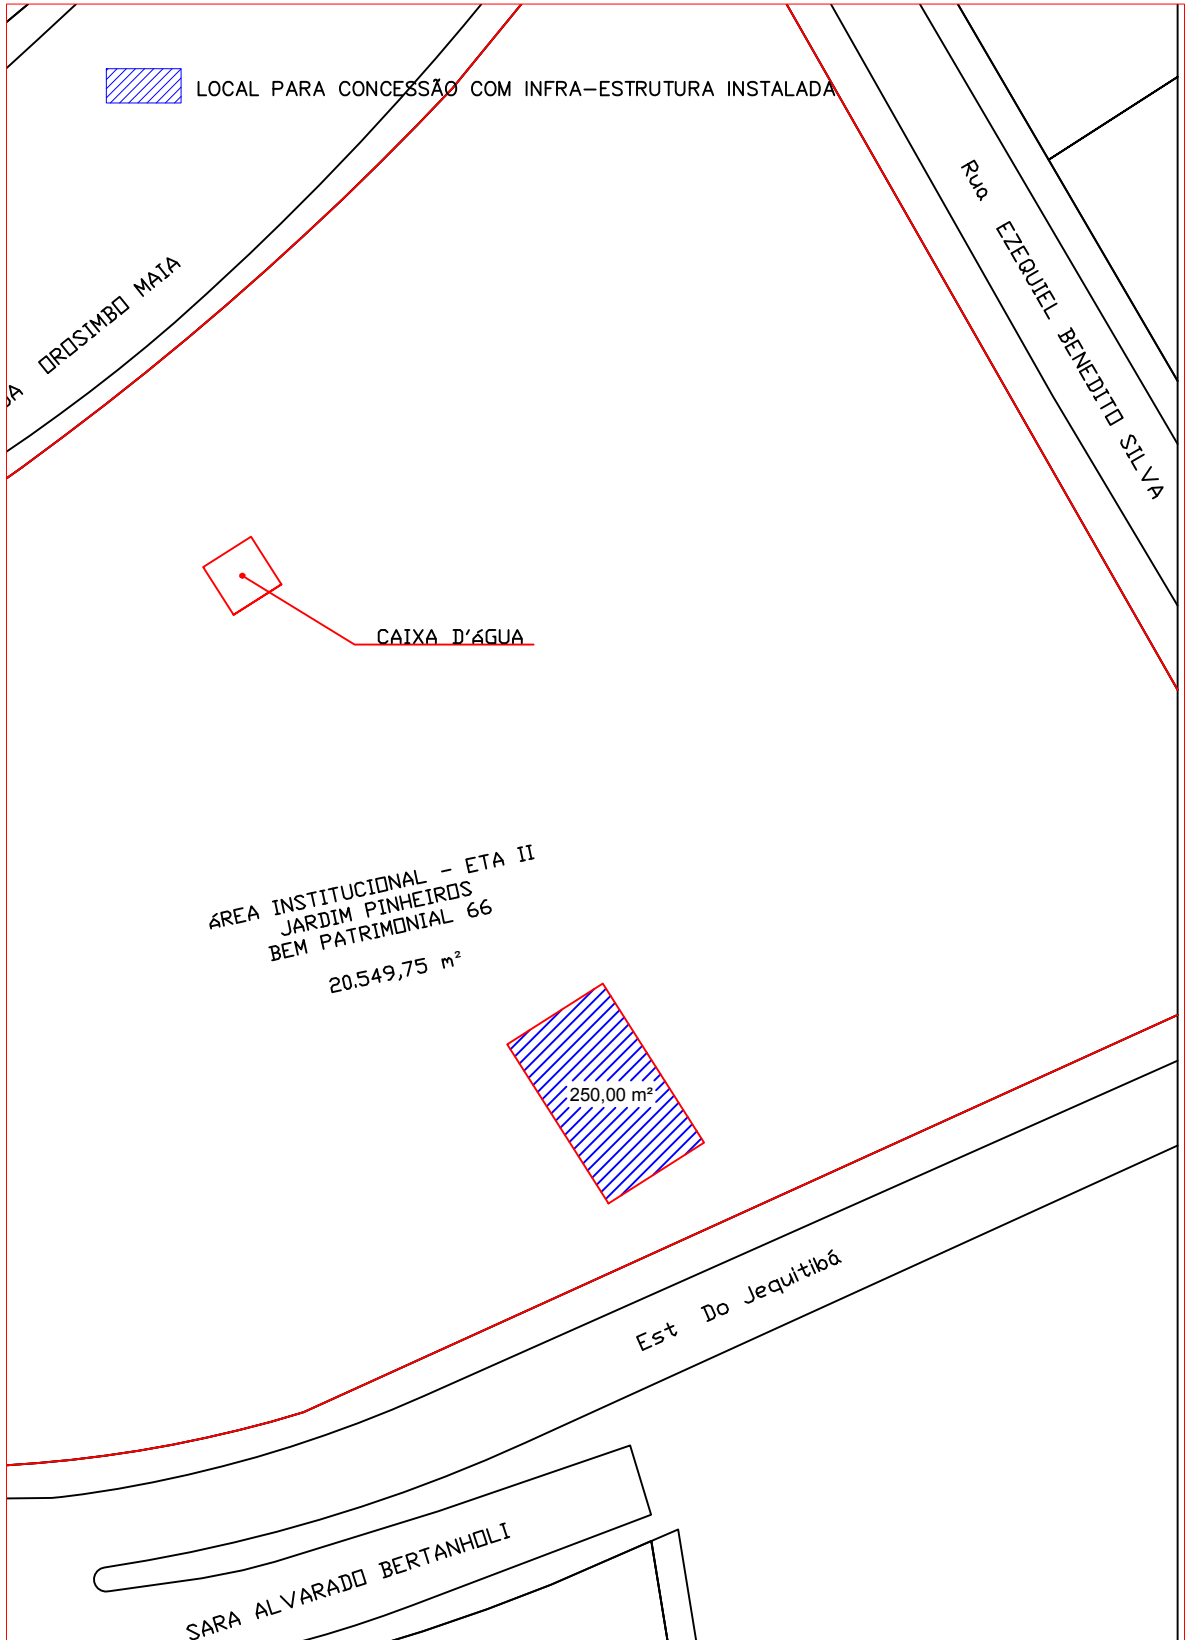 LOCAL PARA CONCESSÃO COM INFRA-ESTRUTURA INSTALADA
Rua EZEQUIEL BENEDITO SILVA
OROSIMBO MAIA
CAIXA D'áGUA
áREA INSTITUCIONAL - ETA II
JARDIM PINHEIROS
BEM PATRIMONIAL 66
20.549,75 m²
250,00 m²
Est Do Jequitibá
SARA ALVARADO BERTANHOLI